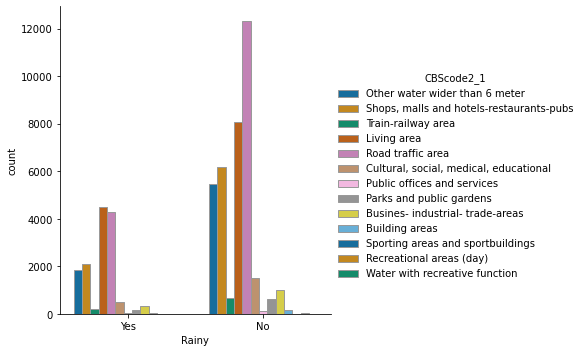 12000
10000
8000
6000
4000
2000
0
count
Yes
No
Rainy
CBScode2_1
Other water wider than 6 meter
Shops, malls and hotels-restaurants-pubs
Train-railway area
Living area
Road traffic area
Cultural, social, medical, educational
Public offices and services
Parks and public gardens
Busines- industrial- trade-areas
Building areas
Sporting areas and sportbuildings
Recreational areas (day)
Water with recreative function